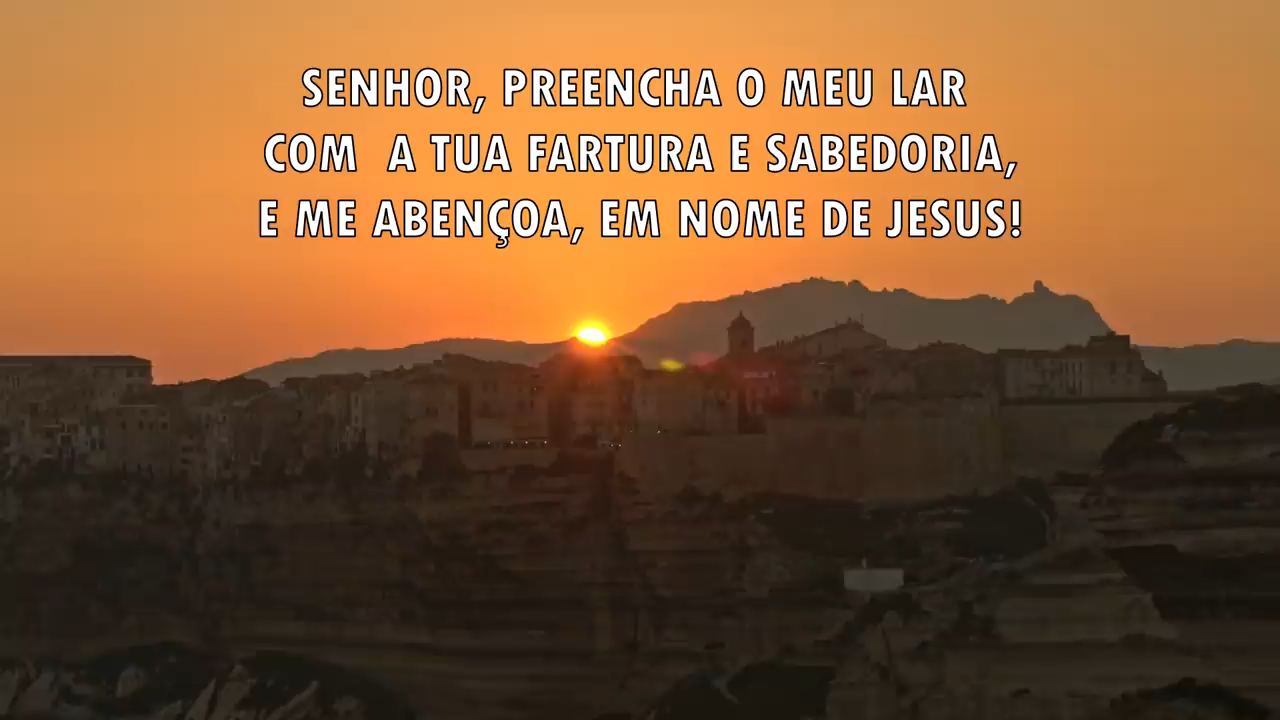 SENHOR, PREENCHA O MEU LAR
COM  A TUA FARTURA E SABEDORIA,
E ME ABENÇOA, EM NOME DE JESUS!